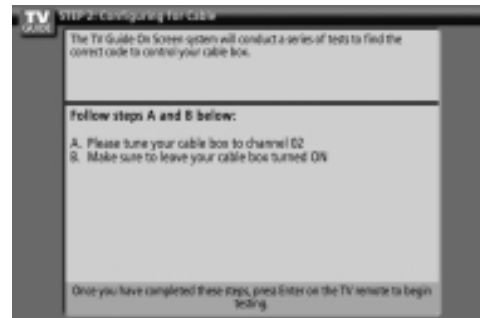 TV
GUIDE
STEP 2: Configuring for Cable
The TV Guide On Screen system will conduct a series of tests to find the
correct code to control your cable box.
Follow steps A and B below:
A. Please tune your cable box to channel 02
B. Make sure to leave your cable box turned ON
Once you have completed these steps, press Enter on the TV remote to begin
testing.